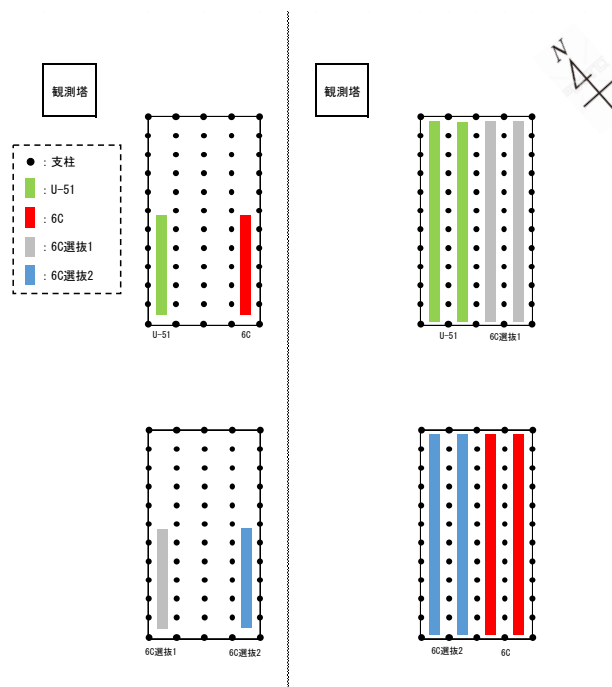 N
観測塔
観測塔
● : 支柱
: U-51
: 6C
: 6C選抜1
: 6C選抜2
U-51 6C
U-51 6C選抜1
6C選抜1 6C選抜2
6C選抜2 6C